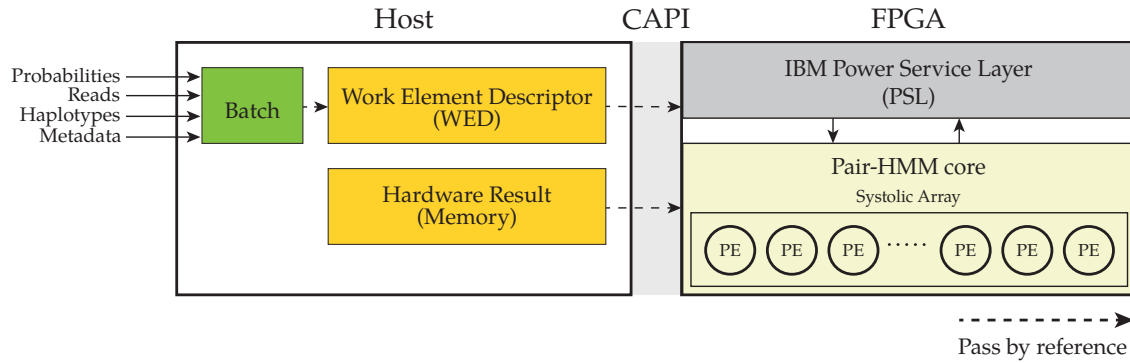 Host
CAPI
FPGA
Probabilities
Reads
Haplotypes
Metadata
Batch
Work Element Descriptor
(WED)
Hardware Result
(Memory)
IBM Power Service Layer
(PSL)
Pair-HMM core
Systolic Array
PE PE PE ..... PE PE PE
Pass by reference